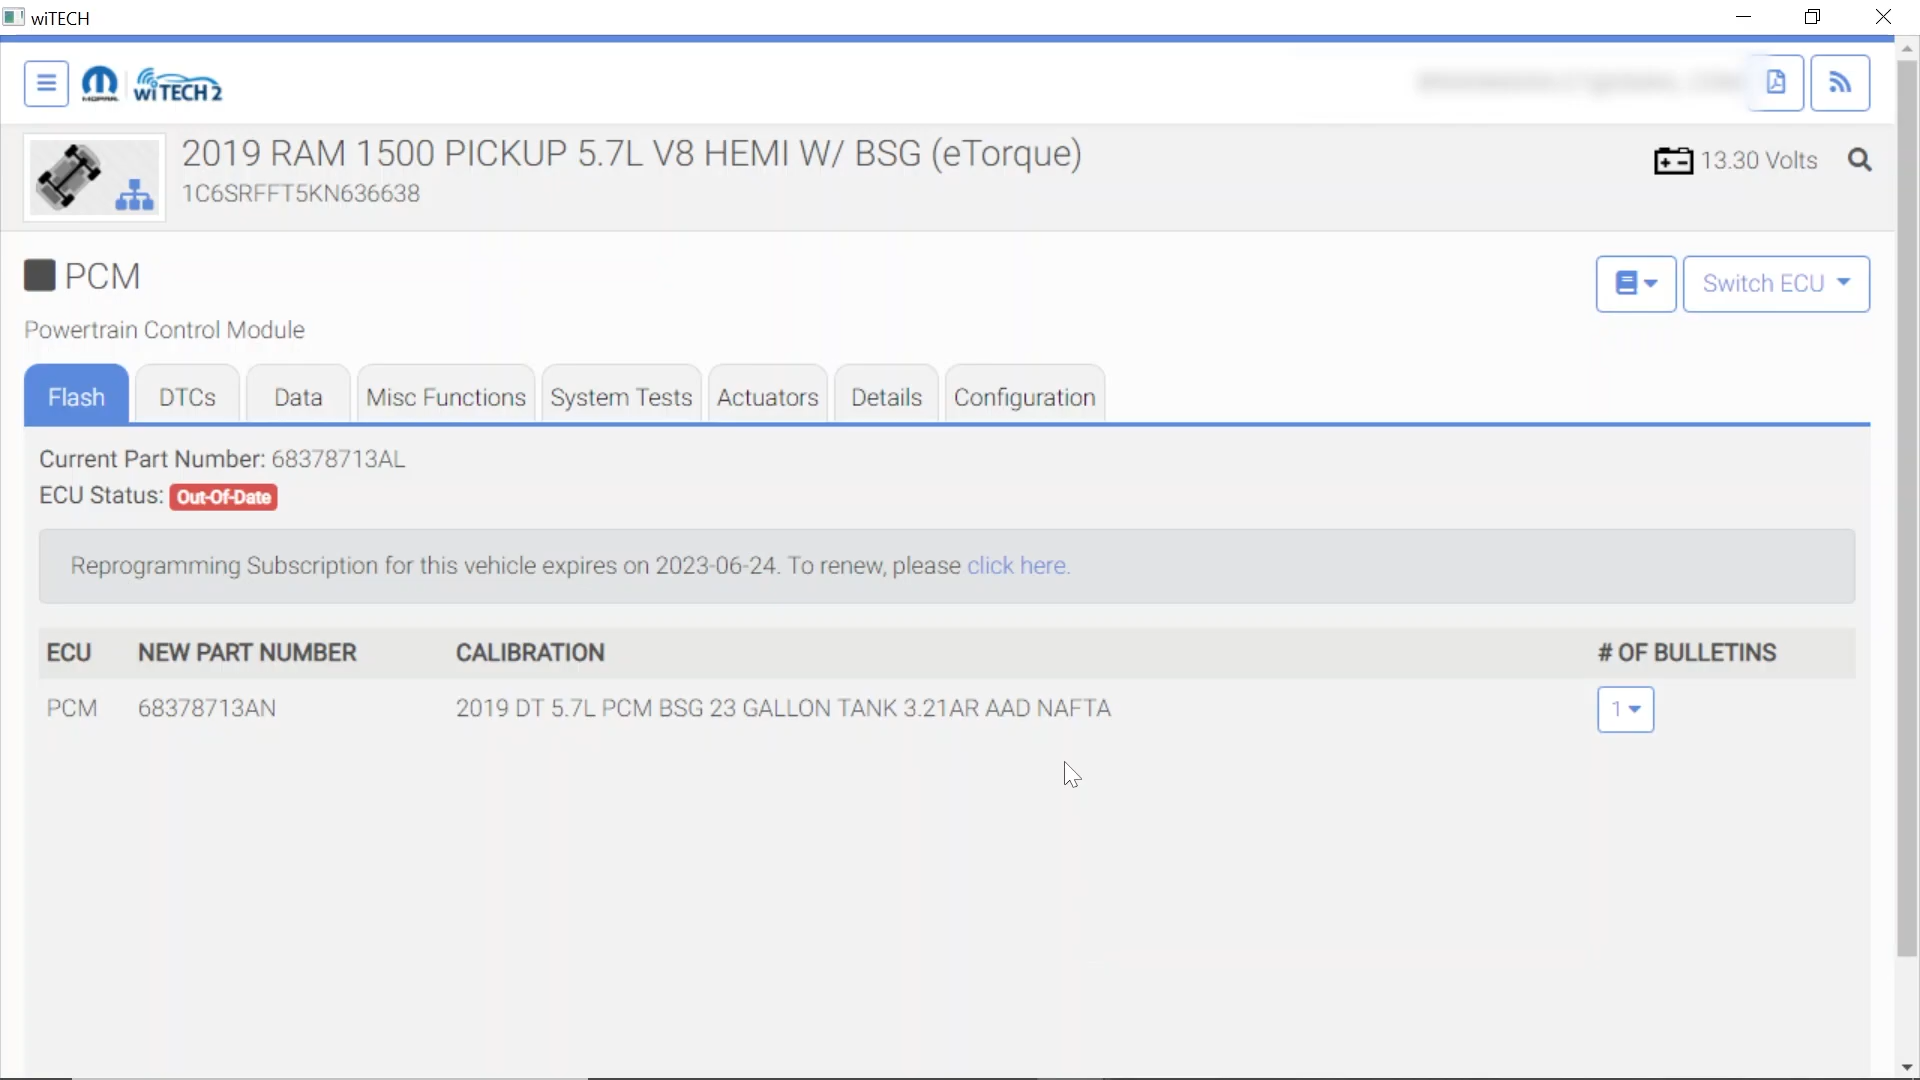 wiTECH
MOPAR
wiTECH 2
2019 RAM 1500 PICKUP 5.7L V8 HEMI W/ BSG (eTorque)
1C6SRFFT5KN636638
13.30 Volts
PCM
Switch ECU
Powertrain Control Module
Flash DTCs Data Misc Functions System Tests Actuators Details Configuration
Current Part Number: 68378713AL
ECU Status: Out-Of-Date
Reprogramming Subscription for this vehicle expires on 2023-06-24. To renew, please click here.
ECU NEW PART NUMBER CALIBRATION # OF BULLETINS
PCM 68378713AN 2019 DT 5.7L PCM BSG 23 GALLON TANK 3.21AR AAD NAFTA 1